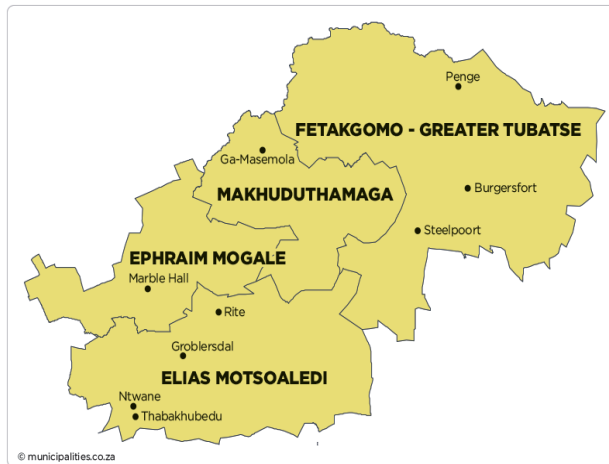 Penge
FETAKGOMO - GREATER TUBATSE
Ga-Masemola
Burgersfort
MAKHUDUTHAMAGA
Steelpoort
EPHRAIM MOGALE
Marble Hall
Rite
Groblersdal
ELIAS MOTSOALEDI
Ntwane
Thabakhubedu
© municipalities.co.za